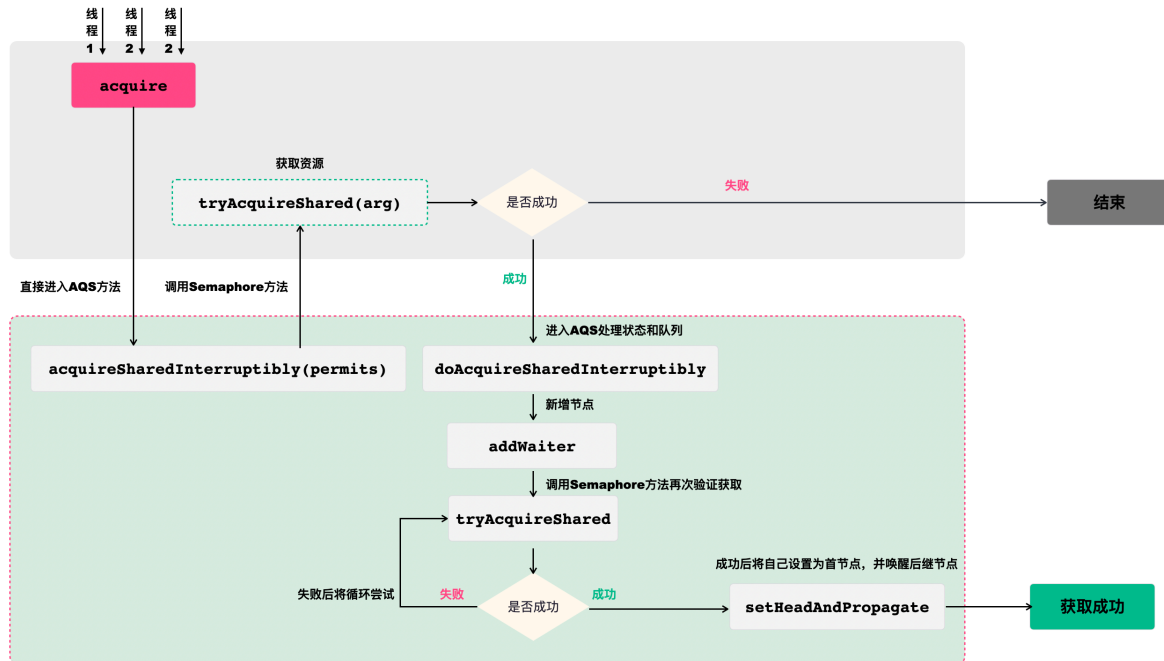 线程1
线程2
线程2
acquire
获取资源
tryAcquireShared(arg)
是否成功
失败
结束
直接进入AQS方法
调用Semaphore方法
成功
进入AQS处理状态和队列
acquireSharedInterruptibly(permits)
doAcquireSharedInterruptibly
新增节点
addWaiter
调用Semaphore方法再次验证获取
tryAcquireShared
成功后将自己设置为首节点，并唤醒后继节点
失败后将循环尝试
失败
是否成功
成功
setHeadAndPropagate
获取成功